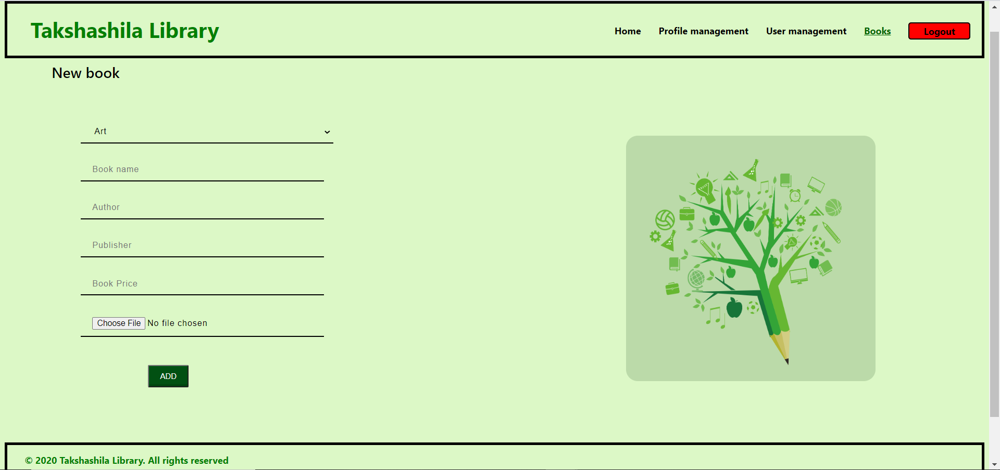 Takshashila Library
Home Profile management User management Books Logout
New book
Art
Book name
Author
Publisher
Book Price
Choose File No file chosen
ADD
© 2020 Takshashila Library. All rights reserved